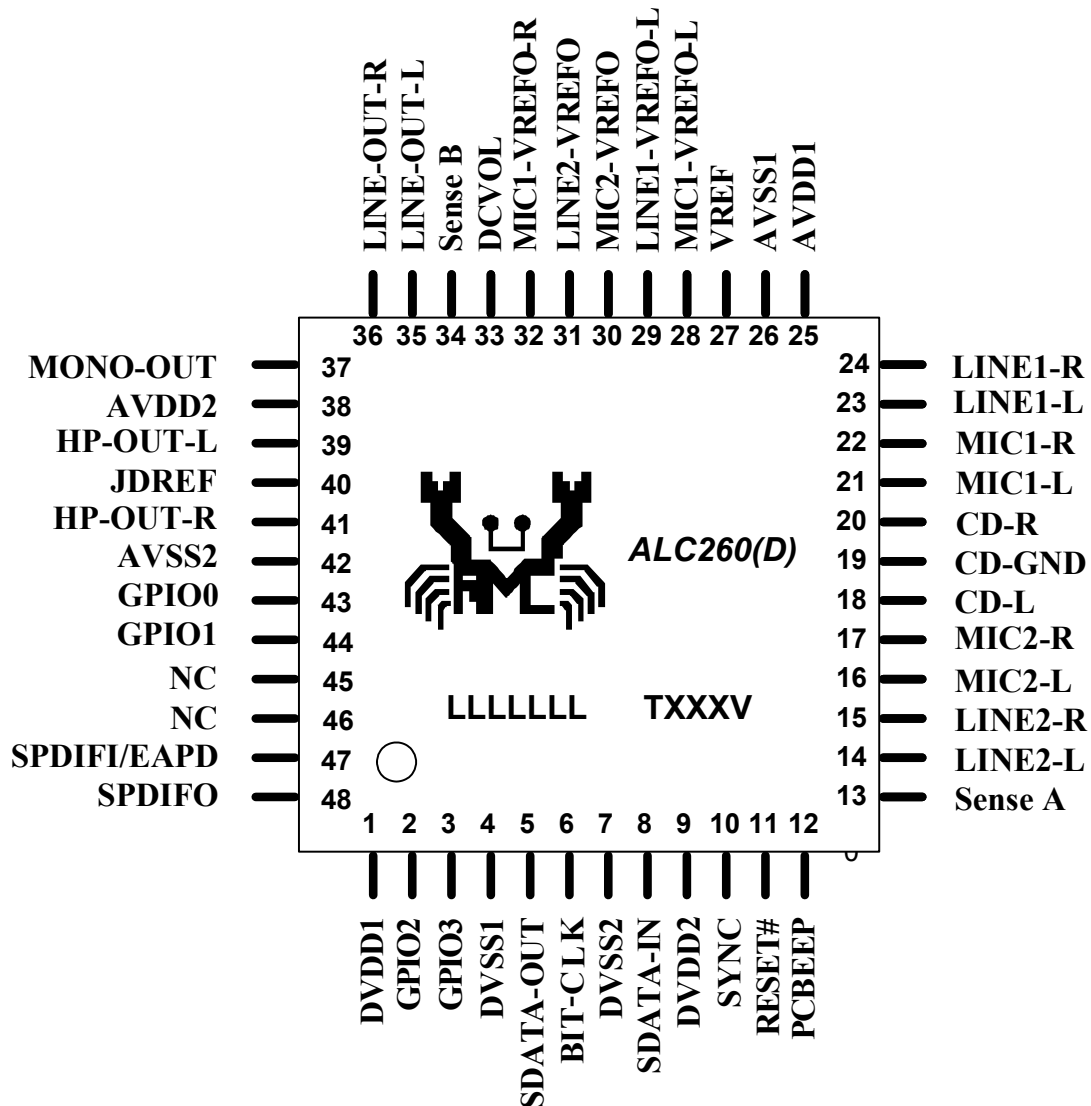 LINE-OUT-R
LINE-OUT-L
Sense B
DCVOL
MIC1-VREFO-R
LINE2-VREFO
MIC2-VREFO
LINE1-VREFO-L
MIC1-VREFO-L
VREF
AVSS1
AVDD1
36 35 34 33 32 31 30 29 28 27 26 25
MONO-OUT 37
AVDD2 38
HP-OUT-L 39
JDREF 40
HP-OUT-R 41
AVSS2 42
GPIO0 43
GPIO1 44
NC 45
NC 46
SPDIFI/EAPD 47
SPDIFO 48
ALC260(D)
LLLLLLL TXXXV
24 LINE1-R
23 LINE1-L
22 MIC1-R
21 MIC1-L
20 CD-R
19 CD-GND
18 CD-L
17 MIC2-R
16 MIC2-L
15 LINE2-R
14 LINE2-L
13 Sense A
1 2 3 4 5 6 7 8 9 10 11 12
DVDD1
GPIO2
GPIO3
DVSS1
SDATA-OUT
BIT-CLK
DVSS2
SDATA-IN
DVDD2
SYNC
RESET#
PCBEEP